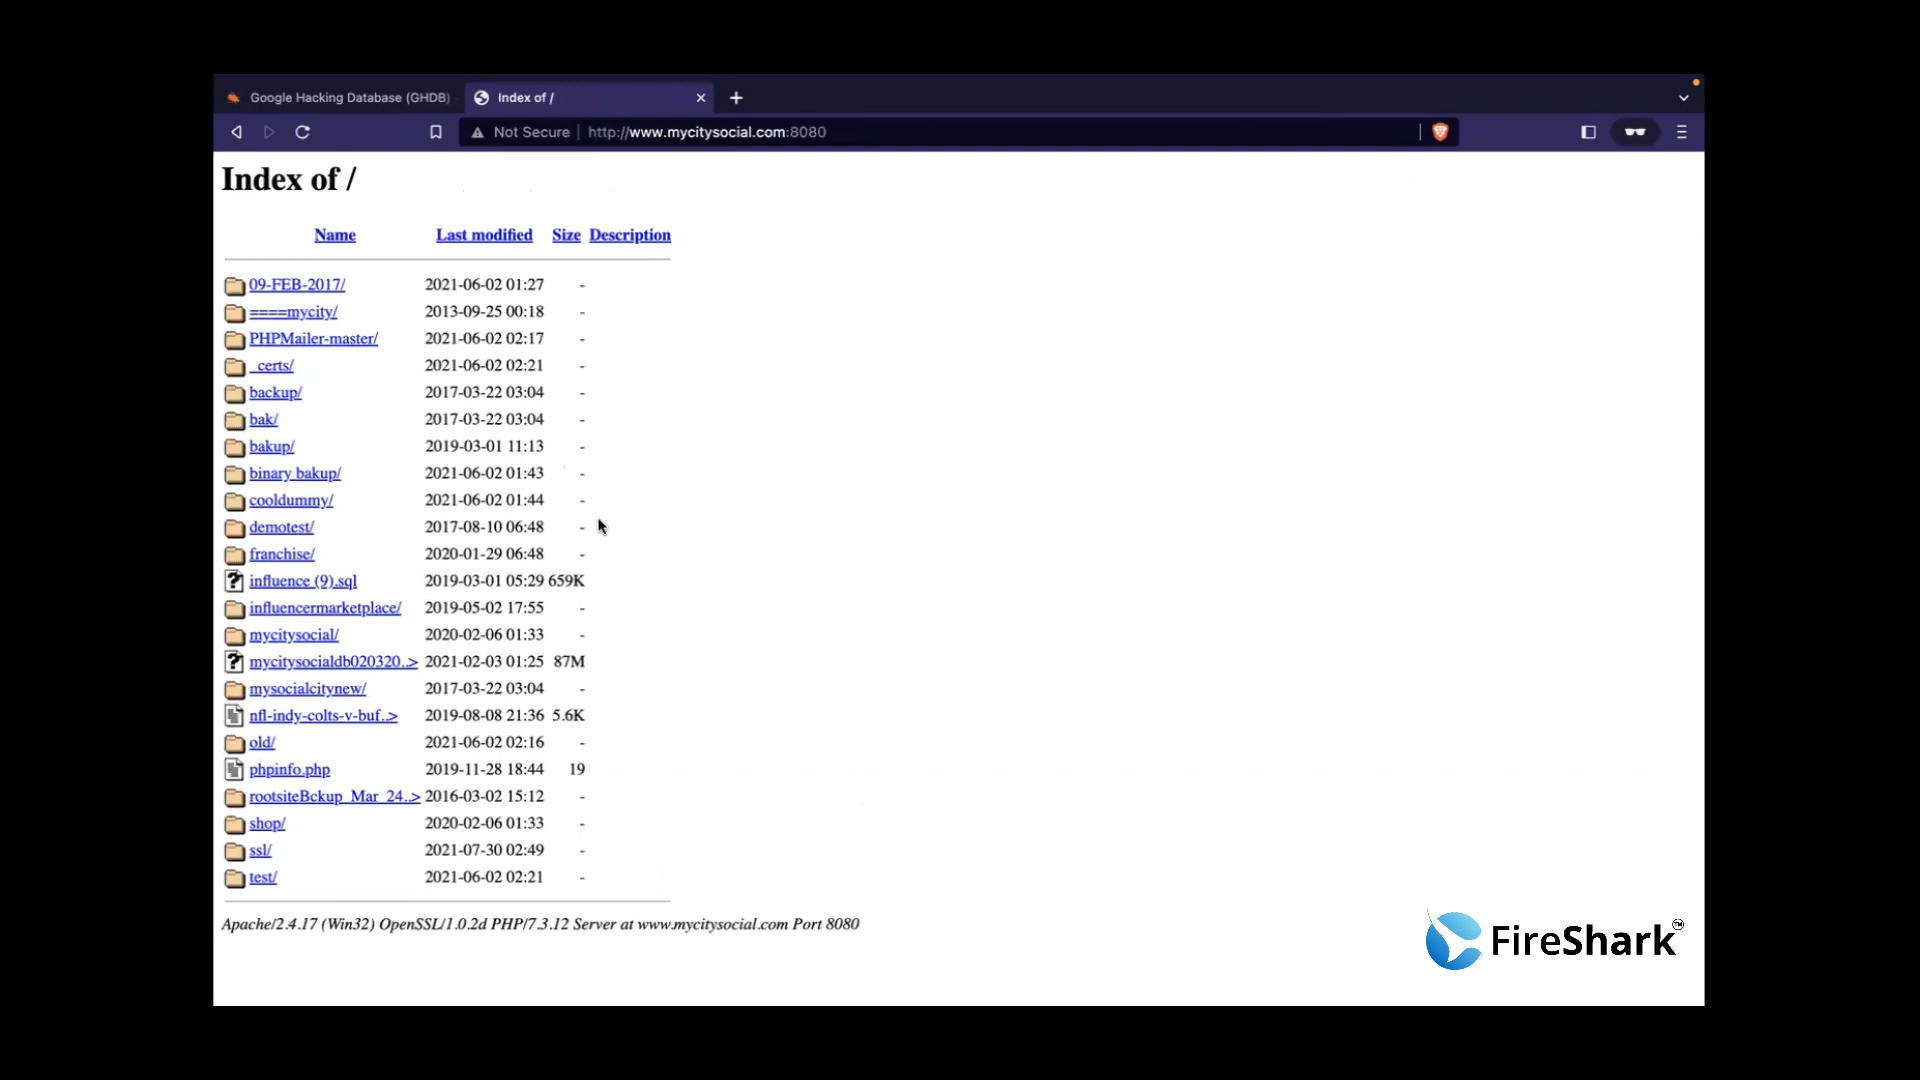 Google Hacking Database (GHDB)
Index of /
Not Secure
http://www.mycitysocial.com:8080
Index of /
Name Last modified Size Description
09-FEB-2017/ 2021-06-02 01:27 -
====mycity/ 2013-09-25 00:18 -
PHPMailer-master/ 2021-06-02 02:17 -
_certs/ 2021-06-02 02:21 -
backup/ 2017-03-22 03:04 -
bak/ 2017-03-22 03:04 -
bakup/ 2019-03-01 11:13 -
binary bakup/ 2021-06-02 01:43 -
cooldummy/ 2021-06-02 01:44 -
demotest/ 2017-08-10 06:48 -
franchise/ 2020-01-29 06:48 -
influence (9).sql 2019-03-01 05:29 659K
influencermarketplace/ 2019-05-02 17:55 -
mycitysocial/ 2020-02-06 01:33 -
mycitysocialdb020320..> 2021-02-03 01:25 87M
mysocialcitynew/ 2017-03-22 03:04 -
nfl-indy-colts-v-buf..> 2019-08-08 21:36 5.6K
old/ 2021-06-02 02:16 -
phpinfo.php 2019-11-28 18:44 19
rootsiteBckup_Mar_24..> 2016-03-02 15:12 -
shop/ 2020-02-06 01:33 -
ssl/ 2021-07-30 02:49 -
test/ 2021-06-02 02:21 -
Apache/2.4.17 (Win32) OpenSSL/1.0.2d PHP/7.3.12 Server at www.mycitysocial.com Port 8080
FireShark™